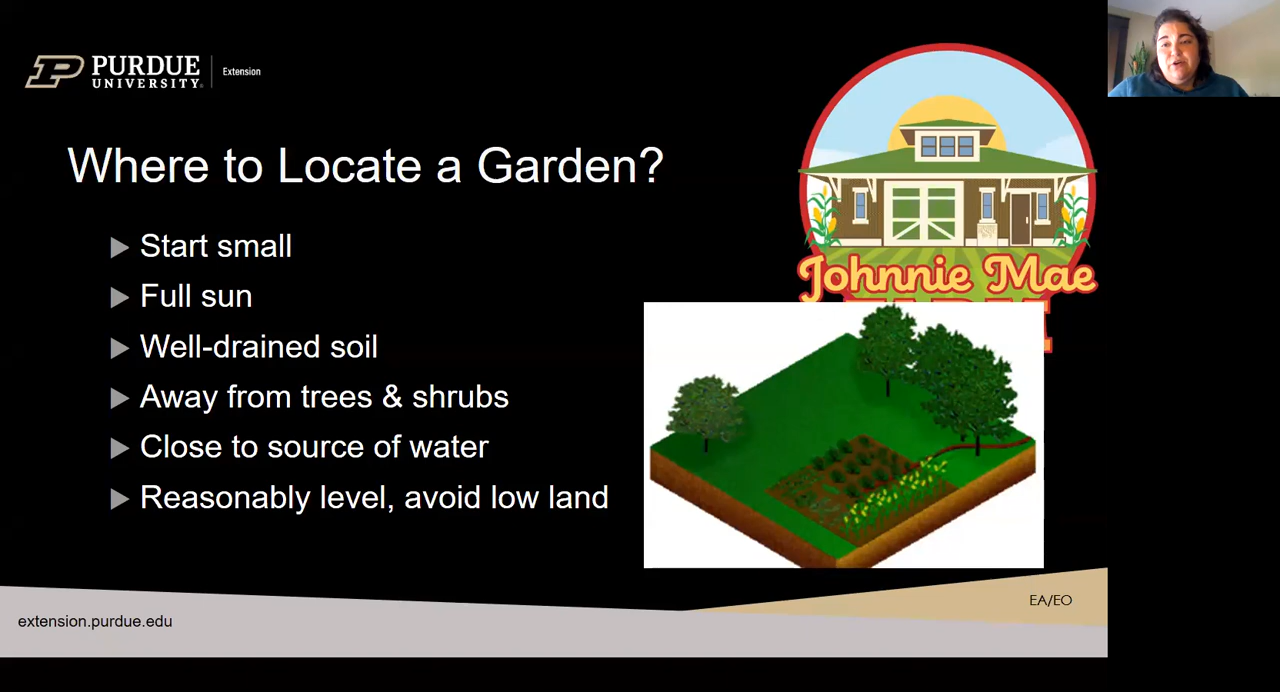 PURDUE
UNIVERSITY
Extension
Where to Locate a Garden?
Start small
Full sun
Well-drained soil
Away from trees & shrubs
Close to source of water
Reasonably level, avoid low land
Johnnie Mae
EA/EO
extension.purdue.edu